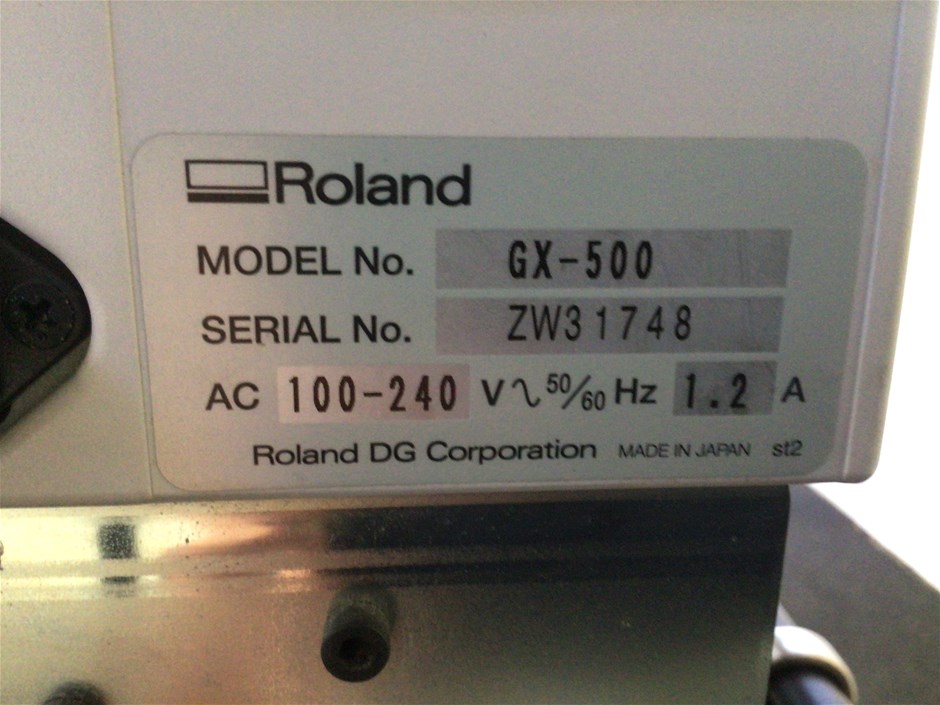 Roland
MODEL No. GX-500
SERIAL No. ZW31748
AC 100-240 V ∿ 50/60 Hz 1.2 A
Roland DG Corporation MADE IN JAPAN st2